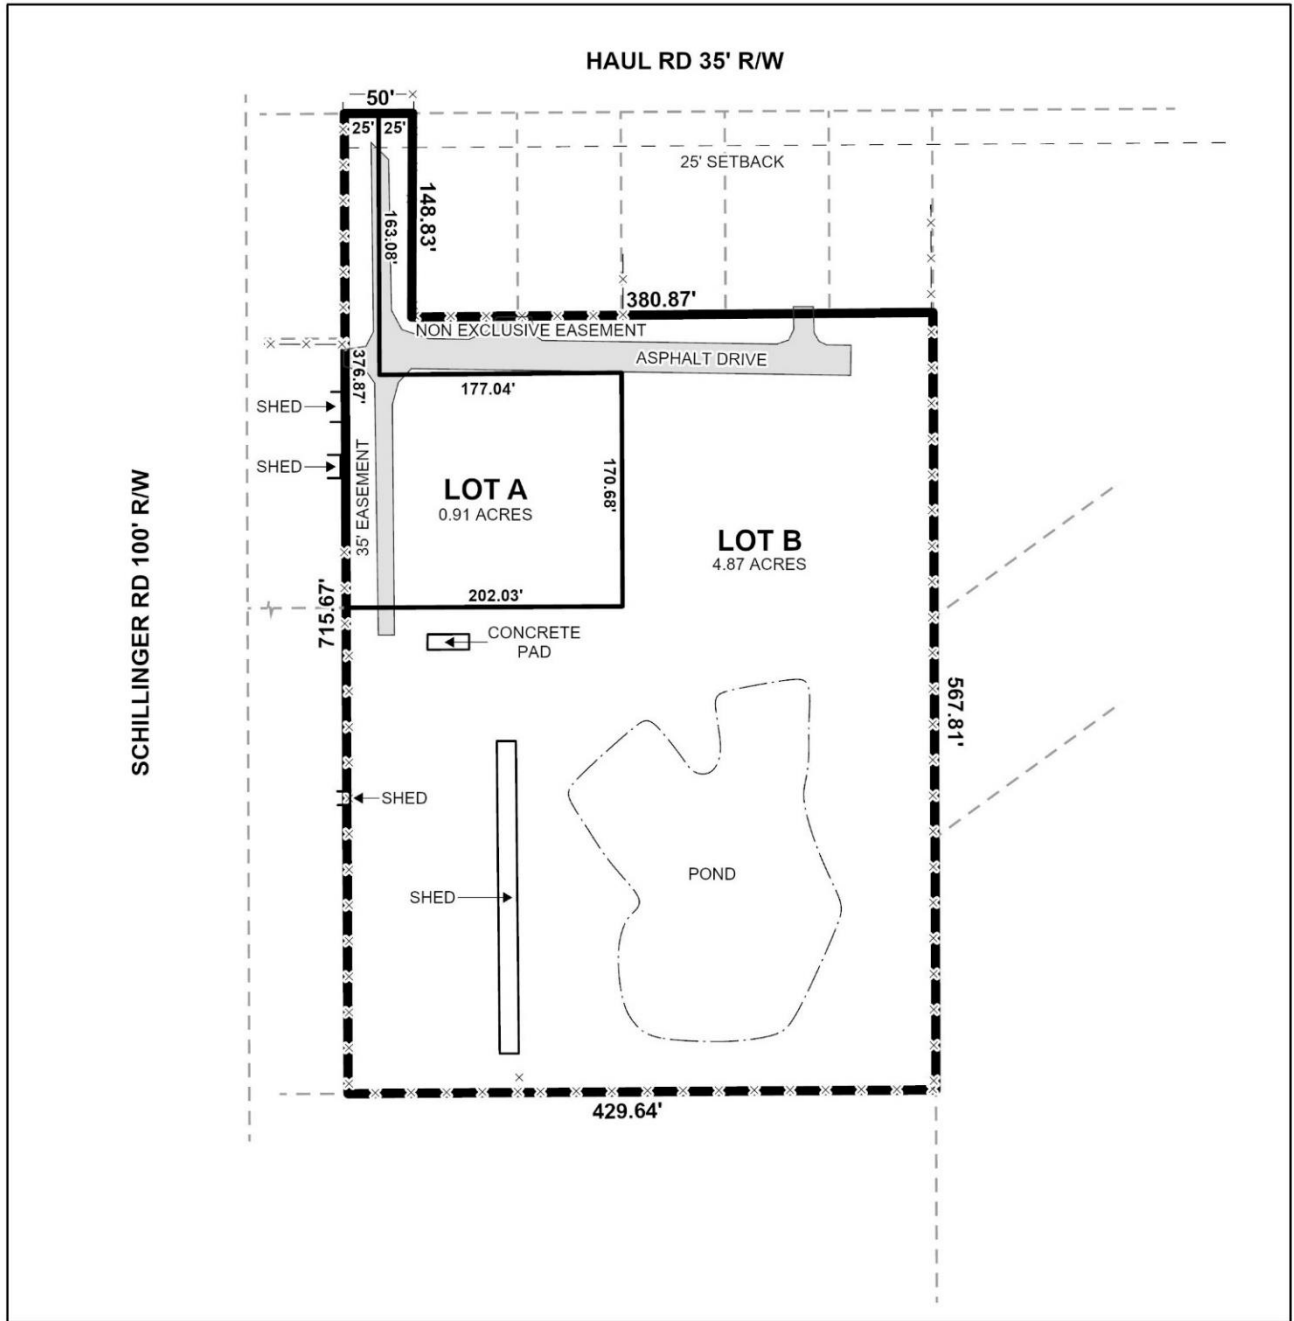 HAUL RD 35' R/W
50'
25' 25'
25' SETBACK
148.83'
163.08'
380.87'
NON EXCLUSIVE EASEMENT
ASPHALT DRIVE
376.87'
177.04'
SHED
SHED
35' EASEMENT
170.68'
LOT A
0.91 ACRES
LOT B
4.87 ACRES
SCHILLINGER RD 100' R/W
202.03'
715.67'
CONCRETE
PAD
567.81'
SHED
POND
SHED
429.64'